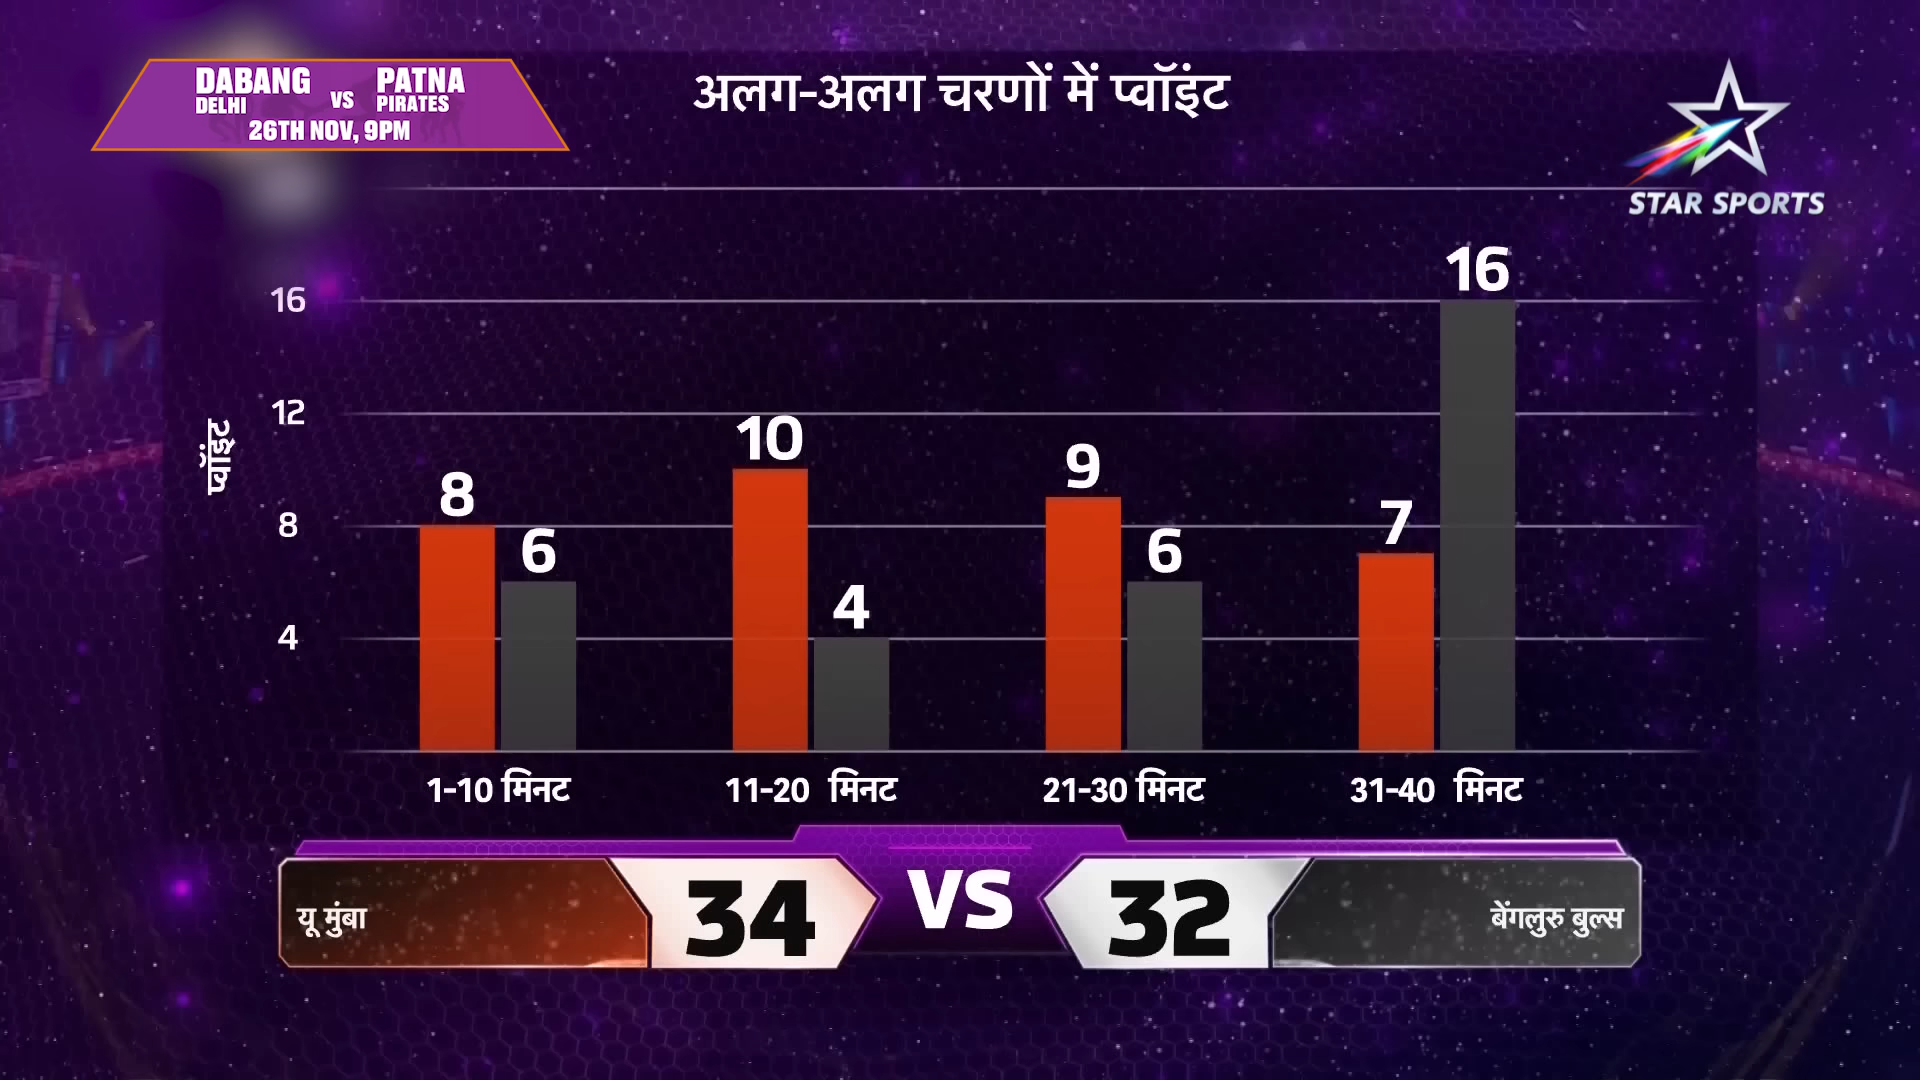 DABANG DELHI VS PATNA PIRATES
26TH NOV, 9PM
अलग-अलग चरणों में प्वॉइंट
STAR SPORTS
प्वॉइंट
16
12
8
4
8
6
10
4
9
6
7
16
1-10 मिनट
11-20 मिनट
21-30 मिनट
31-40 मिनट
यू मुंबा 34 VS 32 बेंगलुरु बुल्स